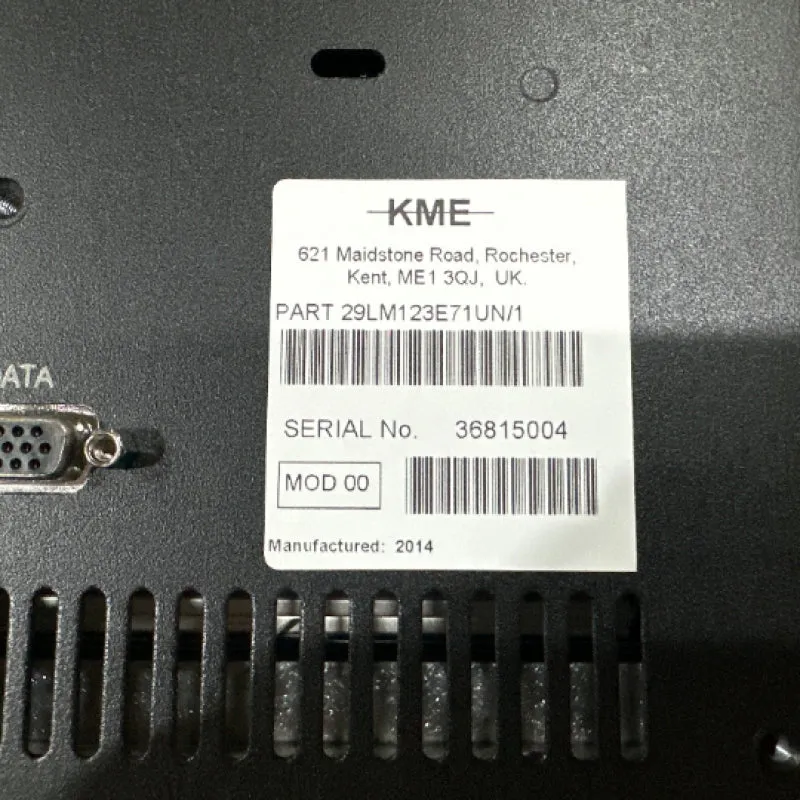 KME
621 Maidstone Road, Rochester,
Kent, ME1 3QJ, UK.
PART 29LM123E71UN/1
ATA
SERIAL No. 36815004
MOD 00
Manufactured: 2014